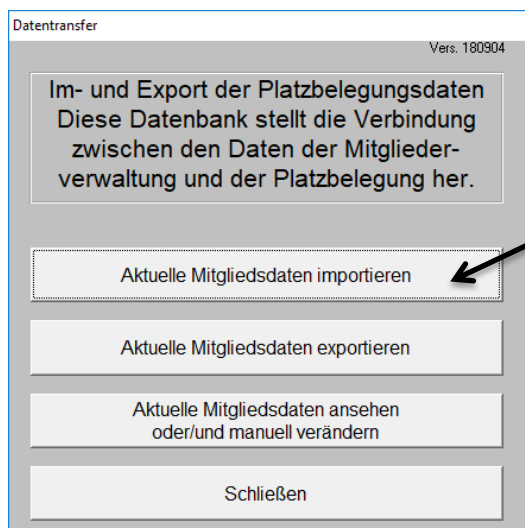 Datentransfer
Vers. 180904
Im- und Export der Platzbelegungsdaten
Diese Datenbank stellt die Verbindung
zwischen den Daten der Mitglieder-
verwaltung und der Platzbelegung her.
Aktuelle Mitgliedsdaten importieren
Aktuelle Mitgliedsdaten exportieren
Aktuelle Mitgliedsdaten ansehen
oder/und manuell verändern
Schließen